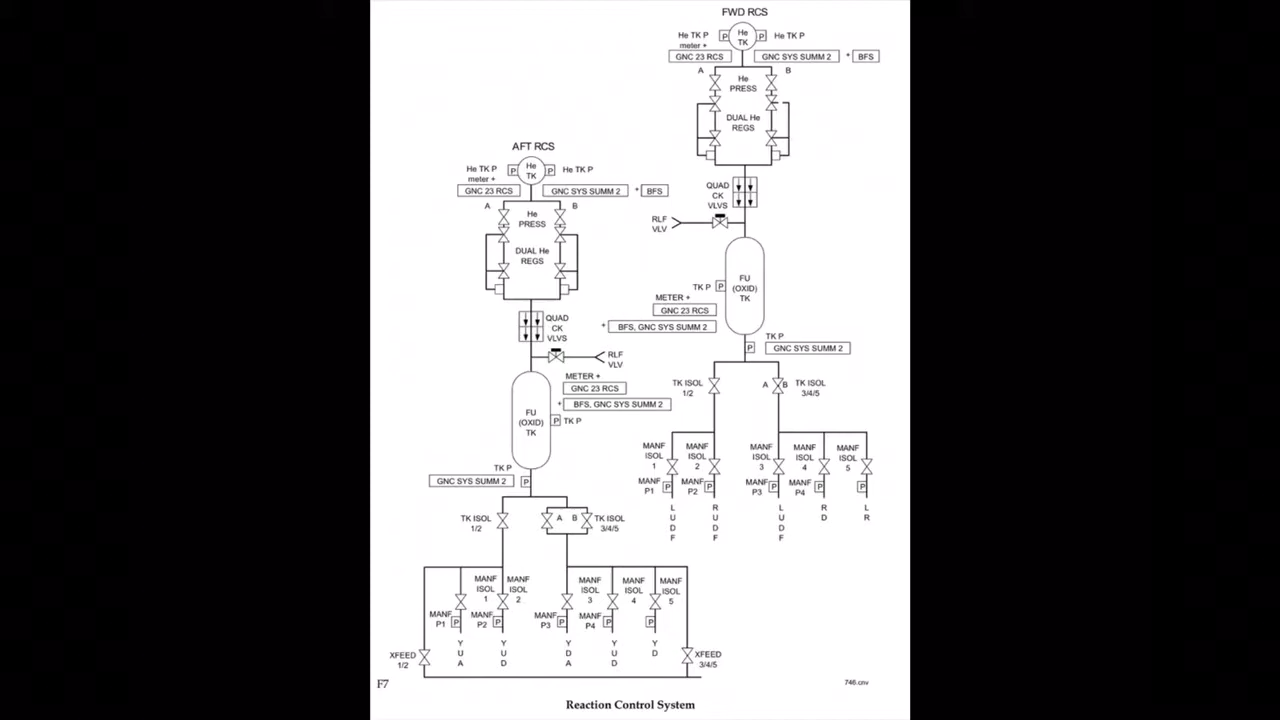 FWD RCS
He TK P
meter +
P
He
TK
P
He TK P
GNC 23 RCS
GNC SYS SUMM 2
+
BFS
A
B
He
PRESS
DUAL He
REGS
QUAD
CK
VLVS
RLF
VLV
FU
(OXID)
TK
TK P
P
METER +
GNC 23 RCS
+
BFS, GNC SYS SUMM 2
P
TK P
GNC SYS SUMM 2
TK ISOL
1/2
A
B
TK ISOL
3/4/5
MANF
ISOL
1
MANF
ISOL
2
MANF
ISOL
3
MANF
ISOL
4
MANF
ISOL
5
MANF
P1
P
MANF
P2
P
MANF
P3
P
MANF
P4
P
P
L
U
D
F
R
U
D
F
L
U
D
F
R
D
L
R
AFT RCS
He TK P
meter +
P
He
TK
P
He TK P
GNC 23 RCS
GNC SYS SUMM 2
+
BFS
A
B
He
PRESS
DUAL He
REGS
QUAD
CK
VLVS
RLF
VLV
METER +
GNC 23 RCS
+
BFS, GNC SYS SUMM 2
FU
(OXID)
TK
P
TK P
TK P
GNC SYS SUMM 2
P
TK ISOL
1/2
A
B
TK ISOL
3/4/5
MANF
ISOL
1
MANF
ISOL
2
MANF
ISOL
3
MANF
ISOL
4
MANF
ISOL
5
MANF
P1
P
MANF
P2
P
MANF
P3
P
MANF
P4
P
P
Y
U
A
Y
U
D
Y
D
A
Y
U
D
Y
D
XFEED
1/2
XFEED
3/4/5
F7
746.cnv
Reaction Control System